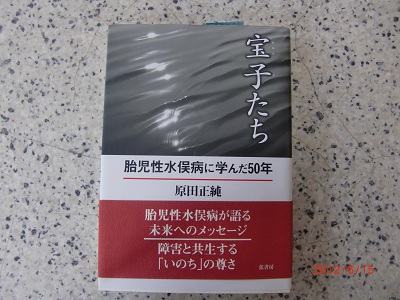 宝子たち
胎児性水俣病に学んだ50年
原田正純
胎児性水俣病が語る
未来へのメッセージ
障害と共生する
「いのち」の尊さ